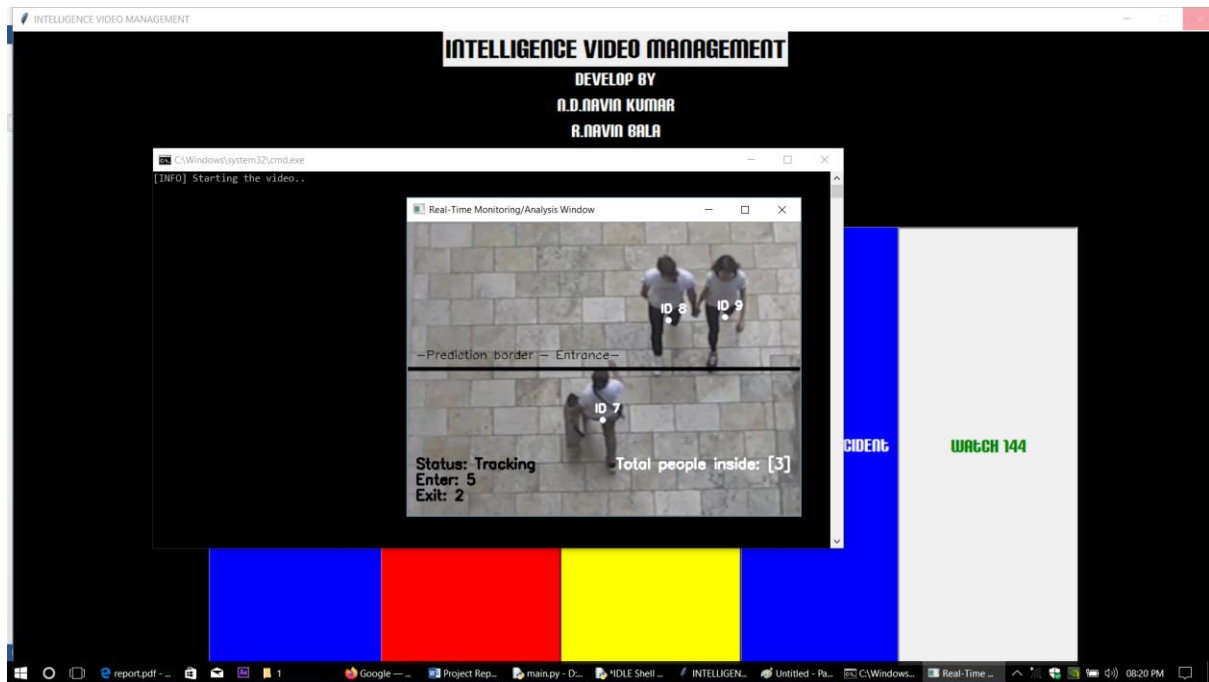 INTELLIGENCE VIDEO MANAGEMENT
INTELLIGENCE VIDEO MANAGEMENT
DEVELOP BY
N.D.NAVIN KUMAR
R.NAVIN BALA
C:\Windows\system32\cmd.exe
[INFO] Starting the video..
Real-Time Monitoring/Analysis Window
ID 8 ID 9
-Prediction border - Entrance-
ID 7
Status: Tracking Total people inside: [3]
Enter: 5
Exit: 2
CIDENT WATCH 144
report.pdf - ... 1 Google — ... Project Rep... main.py - D:... *IDLE Shell ... INTELLIGEN... Untitled - Pa... C:\Windows... Real-Time ... 08:20 PM